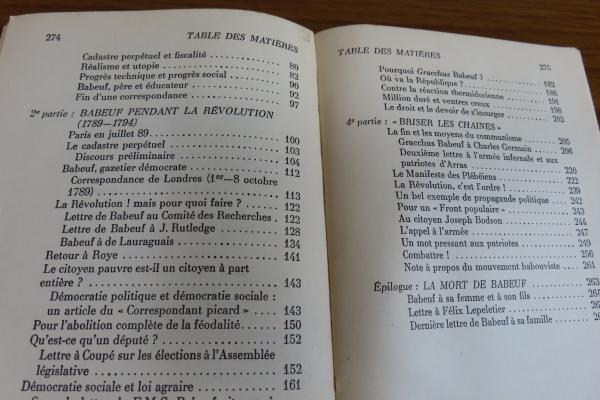 274 TABLE DES MATIÈRES
Cadastre perpétuel et fiscalité . . . . . . . . . . . . 80
Réalisme et utopie . . . . . . . . . . . . . . . . . 82
Progrès technique et progrès social . . . . . . . . . 90
Babeuf, père et éducateur . . . . . . . . . . . . . 92
Fin d'une correspondance . . . . . . . . . . . . . 97
2e partie : BABEUF PENDANT LA RÉVOLUTION
(1789—1794)
Paris en juillet 89 . . . . . . . . . . . . . . . . 100
Le cadastre perpétuel . . . . . . . . . . . . . . 103
Discours préliminaire . . . . . . . . . . . . . . 104
Babeuf, gazetier démocrate . . . . . . . . . . . . 112
Correspondance de Londres (1er—8 octobre
1789) . . . . . . . . . . . . . . . . . . . . . 113
La Révolution ! mais pour quoi faire ? . . . . . . . 122
Lettre de Babeuf au Comité des Recherches . 122
Lettre de Babeuf à J. Rutledge . . . . . . . . 128
Babeuf à de Lauraguais . . . . . . . . . . . . . 134
Retour à Roye . . . . . . . . . . . . . . . . . 141
Le citoyen pauvre est-il un citoyen à part
entière ? . . . . . . . . . . . . . . . . . . . 143
Démocratie politique et démocratie sociale :
un article du « Correspondant picard » . . . . 143
Pour l'abolition complète de la féodalité . . . . . 150
Qu'est-ce qu'un député ? . . . . . . . . . . . . 152
Lettre à Coupé sur les élections à l'Assemblée
législative . . . . . . . . . . . . . . . . . . 152
Démocratie sociale et loi agraire . . . . . . . . . 161
TABLE DES MATIÈRES 275
Pourquoi Gracchus Babeuf ? . . . . . . . . . . . 182
Où va la République ? . . . . . . . . . . . . . . 186
Contre la réaction thermidorienne . . . . . . . . . 191
Million doré et ventres creux . . . . . . . . . . . 198
Le droit et le devoir de s'insurger . . . . . . . . . 202
4e partie : « BRISER LES CHAINES »
La fin et les moyens du communisme . . . . . . . 205
Gracchus Babeuf à Charles Germain . . . . . . . 206
Deuxième lettre à l'armée infernale et aux
patriotes d'Arras . . . . . . . . . . . . . . . 220
Le Manifeste des Plébéiens . . . . . . . . . . . . 222
La Révolution, c'est l'ordre ! . . . . . . . . . . . 239
Un bel exemple de propagande politique . . . . . . 242
Pour un « Front populaire » . . . . . . . . . . . 243
Au citoyen Joseph Bodson . . . . . . . . . . . . 244
L'appel à l'armée . . . . . . . . . . . . . . . . 247
Un mot pressant aux patriotes . . . . . . . . . . 249
Combattre ! . . . . . . . . . . . . . . . . . . 256
Note à propos du mouvement babouviste . . . . . 261
Épilogue : LA MORT DE BABEUF . . . . . . . . 263
Babeuf à sa femme et à son fils . . . . . . . . .
Lettre à Félix Lepeletier . . . . . . . . . . . .
Dernière lettre de Babeuf à sa famille . . . . . .